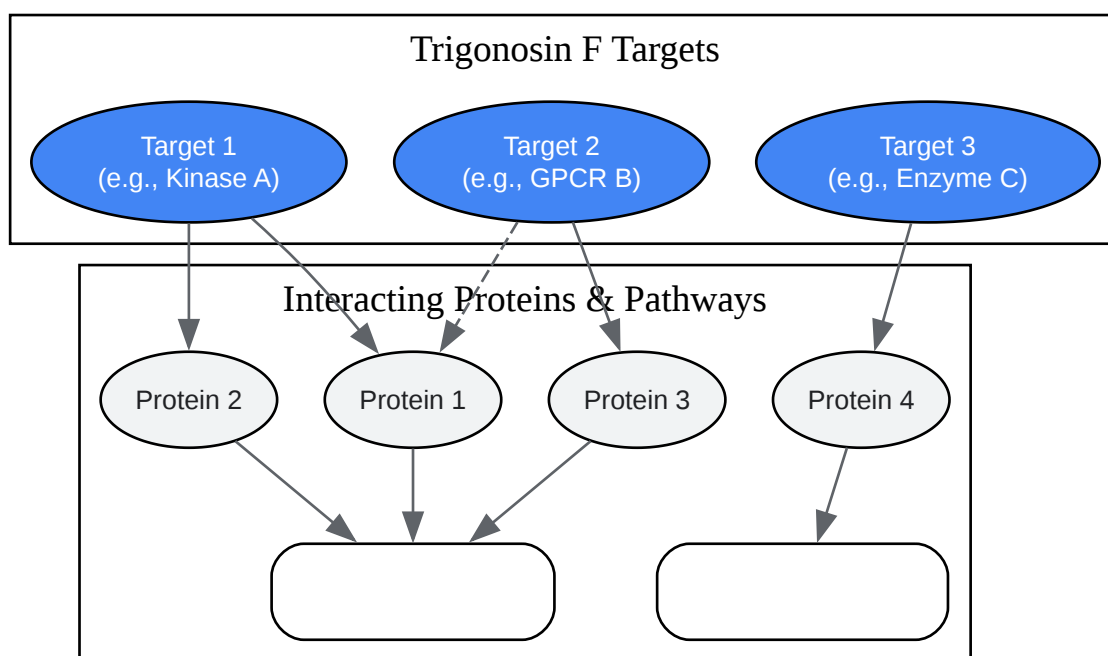 Trigonosin F Targets
Target 1
(e.g., Kinase A)
Target 2
(e.g., GPCR B)
Target 3
(e.g., Enzyme C)
Interacting Proteins & Pathways
Protein 2
Protein 1
Protein 3
Protein 4